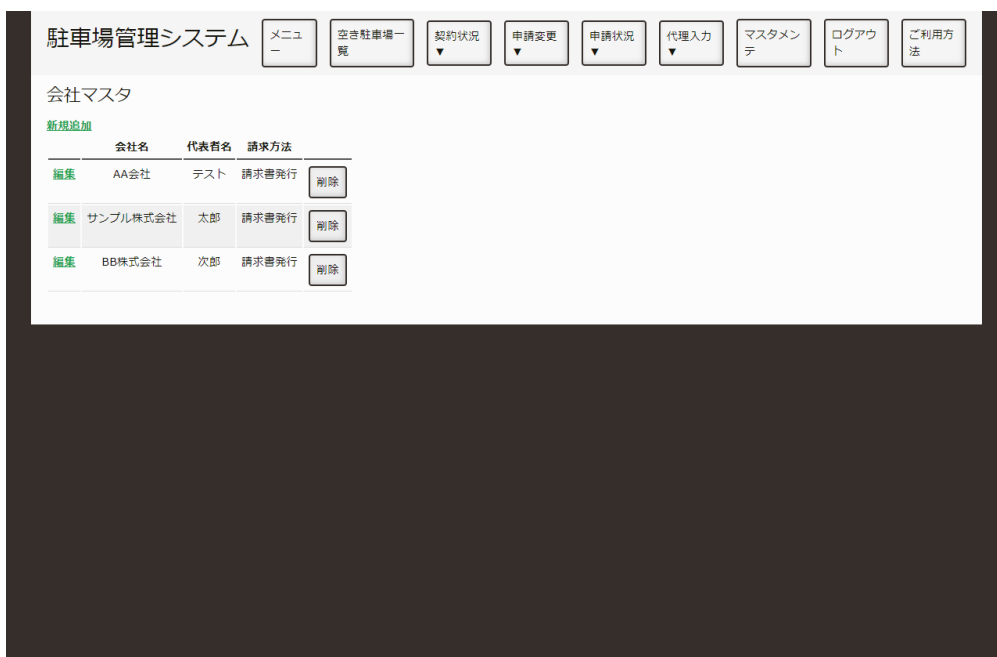 駐車場管理システム
メニュ
ー
空き駐車場一
覧
契約状況
▼
申請変更
▼
申請状況
▼
代理入力
▼
マスタメン
テ
ログアウ
ト
ご利用方
法
会社マスタ
新規追加
会社名 代表者名 請求方法
編集 AA会社 テスト 請求書発行 削除
編集 サンプル株式会社 太郎 請求書発行 削除
編集 BB株式会社 次郎 請求書発行 削除